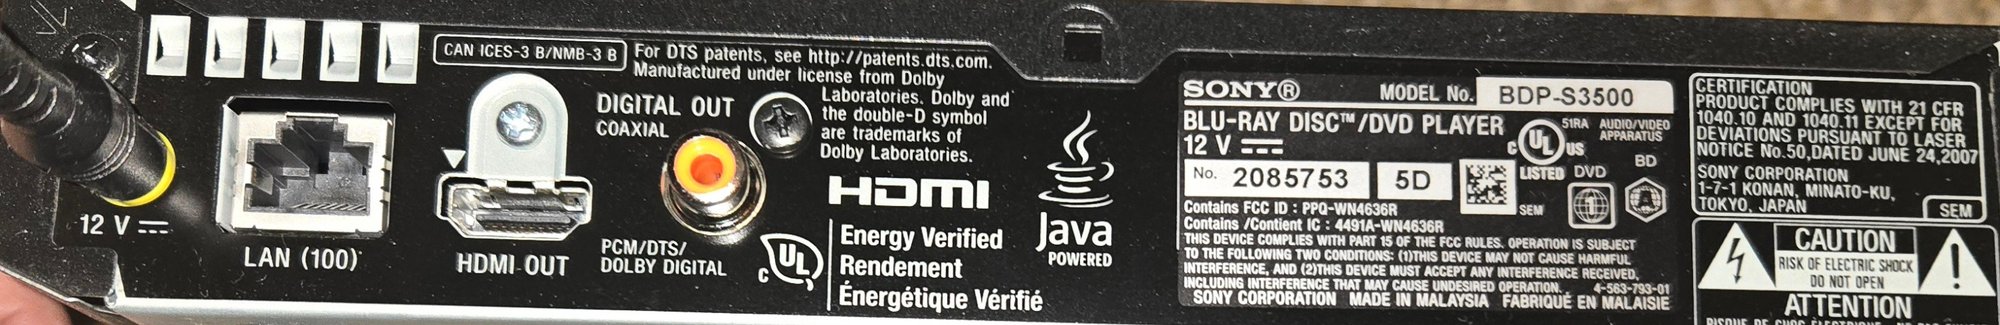 12 V
LAN (100)
CAN ICES-3 B/NMB-3 B
HDMI OUT
For DTS patents, see http://patents.dts.com.
Manufactured under license from Dolby
Laboratories. Dolby and
the double-D symbol
are trademarks of
Dolby Laboratories.
DIGITAL OUT
COAXIAL
PCM/DTS/
DOLBY DIGITAL
HDMI
c UL
Energy Verified
Rendement
Énergétique Vérifié
Java
POWERED
SONY® MODEL No. BDP-S3500
BLU-RAY DISC™/DVD PLAYER
12 V
No. 2085753 5D
c UL US
LISTED
51RA AUDIO/VIDEO
APPARATUS
DVD BD
1 A
SEM
Contains FCC ID : PPQ-WN4636R
Contains /Contient IC : 4491A-WN4636R
THIS DEVICE COMPLIES WITH PART 15 OF THE FCC RULES. OPERATION IS SUBJECT
TO THE FOLLOWING TWO CONDITIONS: (1)THIS DEVICE MAY NOT CAUSE HARMFUL
INTERFERENCE, AND (2)THIS DEVICE MUST ACCEPT ANY INTERFERENCE RECEIVED,
INCLUDING INTERFERENCE THAT MAY CAUSE UNDESIRED OPERATION. 4-563-793-01
SONY CORPORATION MADE IN MALAYSIA FABRIQUÉ EN MALAISIE
CERTIFICATION
PRODUCT COMPLIES WITH 21 CFR
1040.10 AND 1040.11 EXCEPT FOR
DEVIATIONS PURSUANT TO LASER
NOTICE No.50,DATED JUNE 24,2007
SONY CORPORATION
1-7-1 KONAN, MINATO-KU,
TOKYO, JAPAN
SEM
CAUTION
RISK OF ELECTRIC SHOCK
DO NOT OPEN
ATTENTION